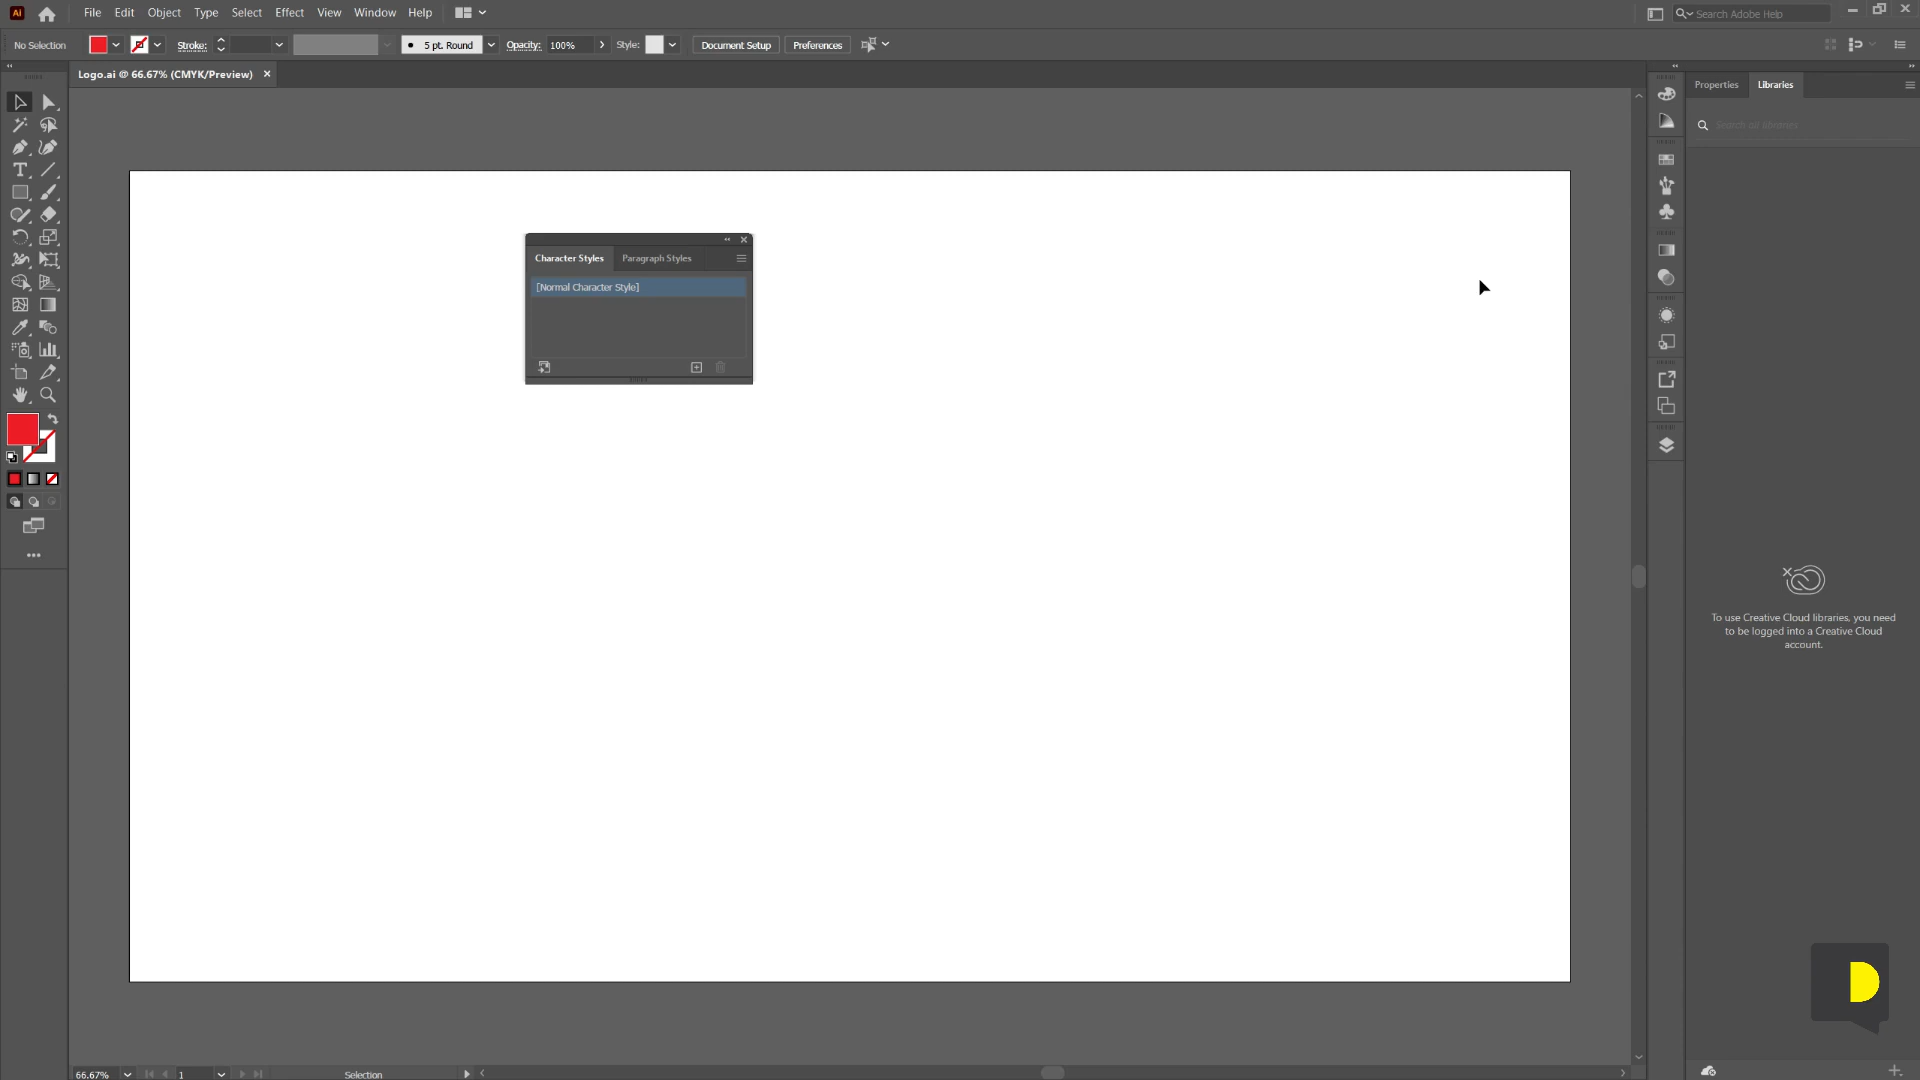 Ai
File Edit Object Type Select Effect View Window Help
Search Adobe Help
No Selection
Stroke:
5 pt. Round
Opacity: 100%
Style:
Document Setup
Preferences
Logo.ai @ 66.67% (CMYK/Preview)
Properties
Libraries
Search all libraries
Character Styles
Paragraph Styles
[Normal Character Style]
To use Creative Cloud libraries, you need
to be logged into a Creative Cloud
account.
D
66.67%
1
Selection